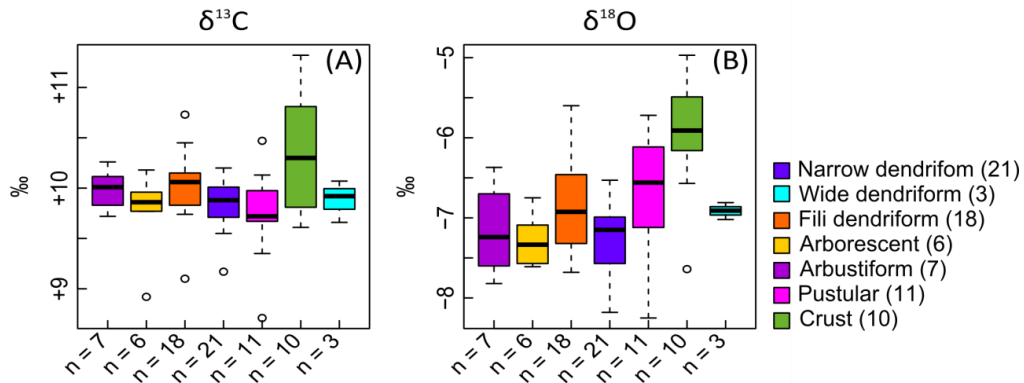 δ¹³C
(A)
+11
+10
+9
‰
n = 7
n = 6
n = 18
n = 21
n = 11
n = 10
n = 3
δ¹⁸O
(B)
−5
−6
−7
−8
‰
n = 7
n = 6
n = 18
n = 21
n = 11
n = 10
n = 3
Narrow dendrifom (21)
Wide dendriform (3)
Fili dendriform (18)
Arborescent (6)
Arbustiform (7)
Pustular (11)
Crust (10)